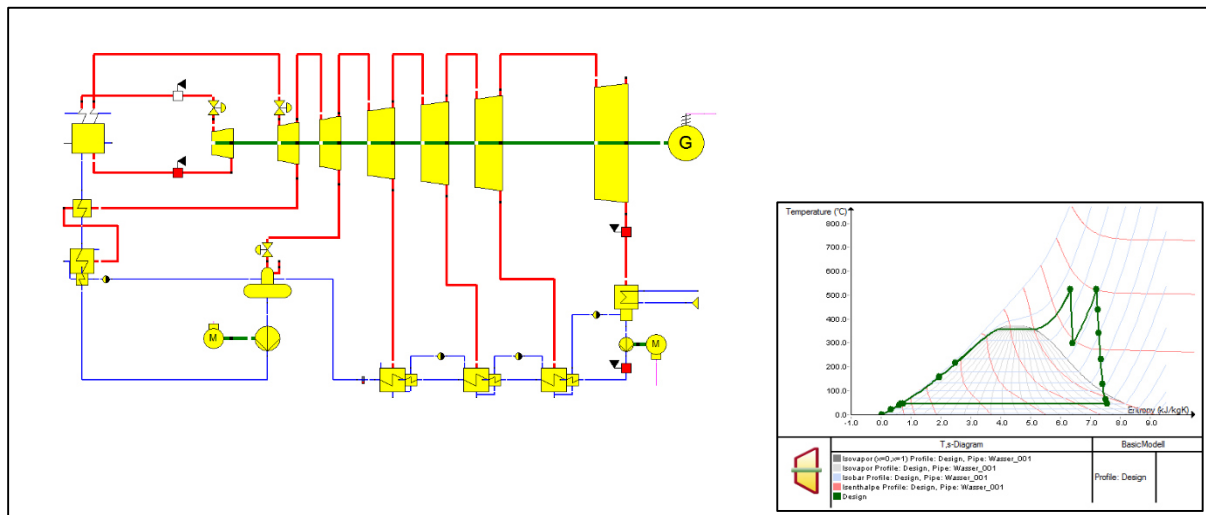 G
M
M
Temperature (°C)
800.0
700.0
600.0
500.0
400.0
300.0
200.0
100.0
0.0
-1.0 0.0 1.0 2.0 3.0 4.0 5.0 6.0 7.0 8.0 9.0
Entropy (kJ/kgK)
T,s-Diagram
BasicModell
Isovapor (x=0,x=1) Profile: Design, Pipe: Wasser_001
Isovapor Profile: Design, Pipe: Wasser_001
Isobar Profile: Design, Pipe: Wasser_001
Isenthalpe Profile: Design, Pipe: Wasser_001
Design
Profile: Design